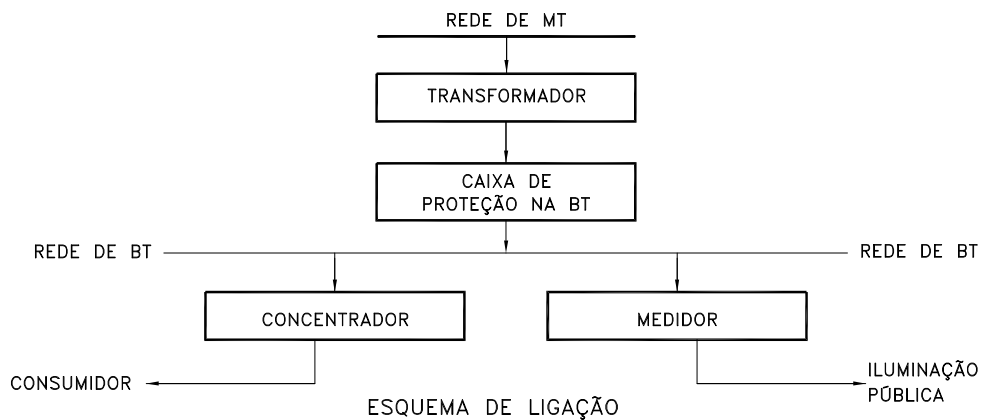 REDE DE MT
TRANSFORMADOR
CAIXA DE
PROTEÇÃO NA BT
REDE DE BT
REDE DE BT
CONCENTRADOR
MEDIDOR
CONSUMIDOR
ILUMINAÇÃO
PÚBLICA
ESQUEMA DE LIGAÇÃO